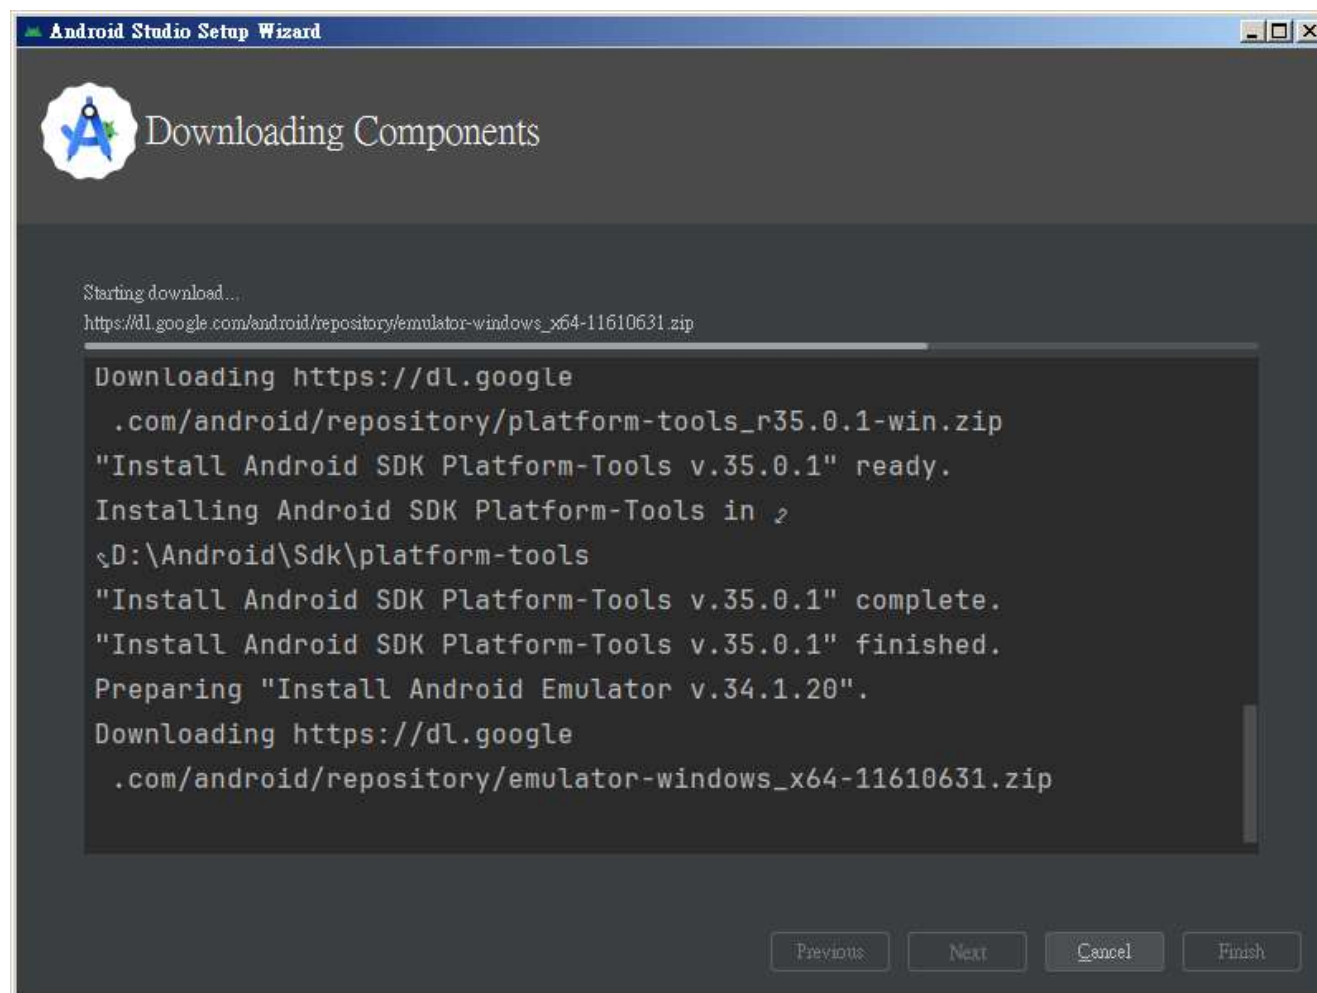 Android Studio Setup Wizard
Downloading Components
Starting download...
https://dl.google.com/android/repository/emulator-windows_x64-11610631.zip
Downloading https://dl.google
.com/android/repository/platform-tools_r35.0.1-win.zip
"Install Android SDK Platform-Tools v.35.0.1" ready.
Installing Android SDK Platform-Tools in
D:\Android\Sdk\platform-tools
"Install Android SDK Platform-Tools v.35.0.1" complete.
"Install Android SDK Platform-Tools v.35.0.1" finished.
Preparing "Install Android Emulator v.34.1.20".
Downloading https://dl.google
.com/android/repository/emulator-windows_x64-11610631.zip
Previous Next Cancel Finish